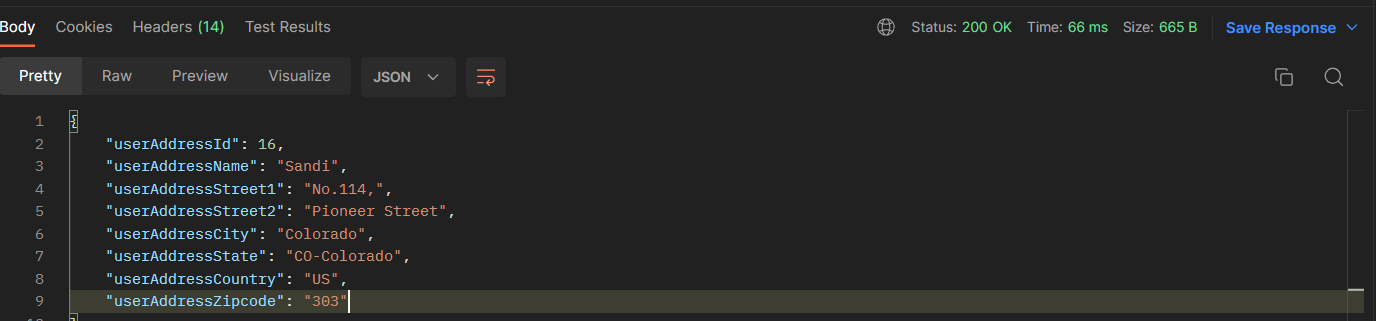 Body Cookies Headers (14) Test Results Status: 200 OK Time: 66 ms Size: 665 B Save Response
Pretty Raw Preview Visualize JSON
1 {
2 "userAddressId": 16,
3 "userAddressName": "Sandi",
4 "userAddressStreet1": "No.114,",
5 "userAddressStreet2": "Pioneer Street",
6 "userAddressCity": "Colorado",
7 "userAddressState": "CO-Colorado",
8 "userAddressCountry": "US",
9 "userAddressZipcode": "303"